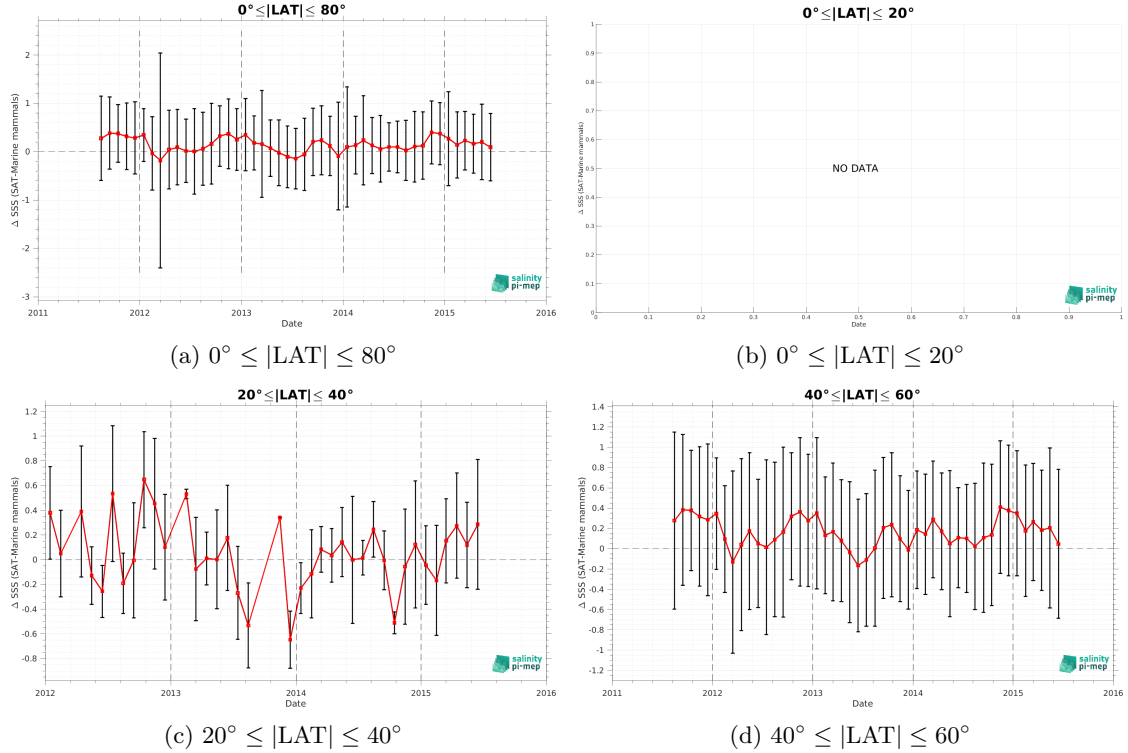 0°≤|LAT|≤ 80°
Δ SSS (SAT-Marine mammals)
2
1
0
-1
-2
-3
2011
2012
2013
2014
2015
2016
Date
salinity
pi-mep
(a) 0° ≤ |LAT| ≤ 80°
0°≤|LAT|≤ 20°
Δ SSS (SAT-Marine mammals)
1
0.9
0.8
0.7
0.6
0.5
0.4
0.3
0.2
0.1
0
NO DATA
0
0.1
0.2
0.3
0.4
0.5
0.6
0.7
0.8
0.9
1
Date
salinity
pi-mep
(b) 0° ≤ |LAT| ≤ 20°
20°≤|LAT|≤ 40°
Δ SSS (SAT-Marine mammals)
1.2
1
0.8
0.6
0.4
0.2
0
-0.2
-0.4
-0.6
-0.8
2012
2013
2014
2015
2016
Date
salinity
pi-mep
(c) 20° ≤ |LAT| ≤ 40°
40°≤|LAT|≤ 60°
Δ SSS (SAT-Marine mammals)
1.4
1.2
1
0.8
0.6
0.4
0.2
0
-0.2
-0.4
-0.6
-0.8
-1
-1.2
2011
2012
2013
2014
2015
2016
Date
salinity
pi-mep
(d) 40° ≤ |LAT| ≤ 60°